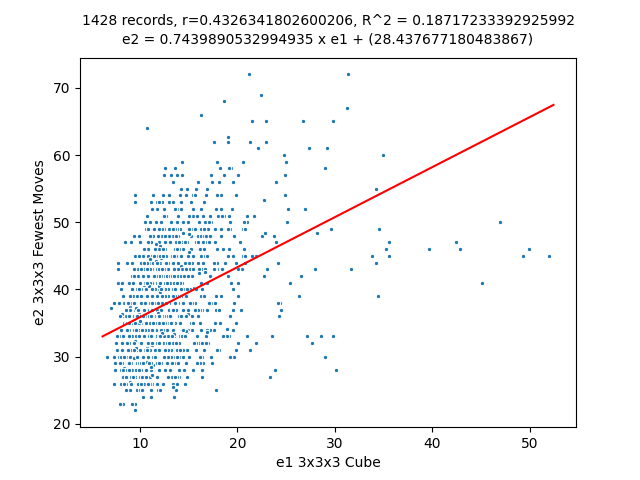 1428 records, r=0.4326341802600206, R^2 = 0.18717233392925992
e2 = 0.7439890532994935 x e1 + (28.437677180483867)
70
60
50
40
30
20
e2 3x3x3 Fewest Moves
10 20 30 40 50
e1 3x3x3 Cube